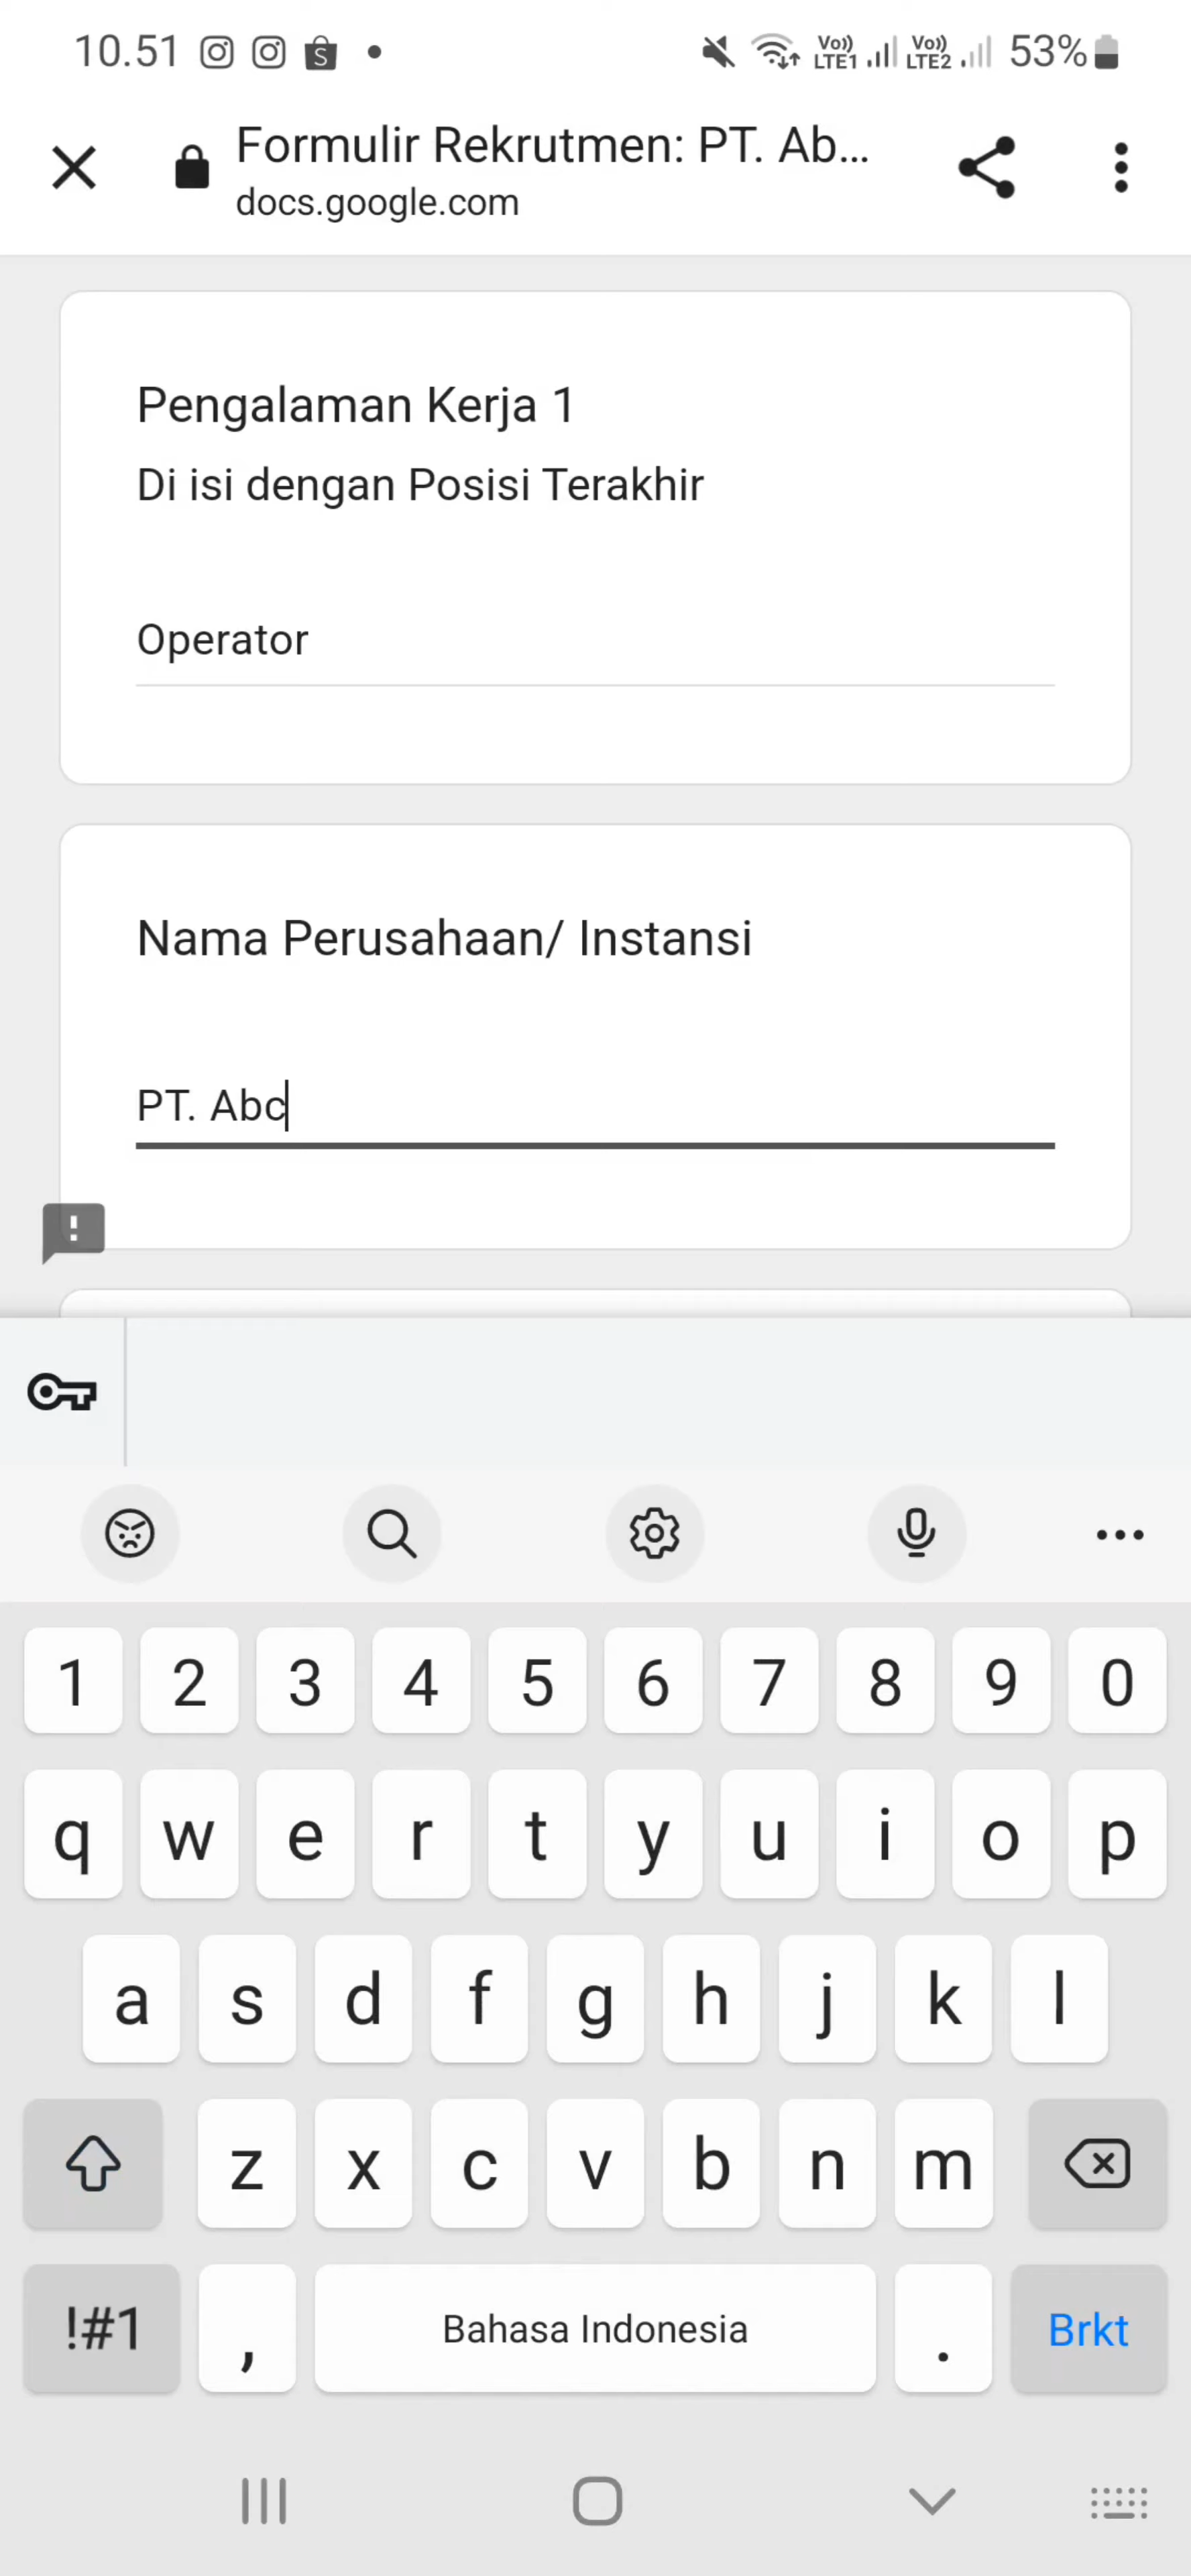 10.51 53%
Formulir Rekrutmen: PT. Ab...
docs.google.com
Pengalaman Kerja 1
Di isi dengan Posisi Terakhir
Operator
Nama Perusahaan/ Instansi
PT. Abc
1 2 3 4 5 6 7 8 9 0
q w e r t y u i o p
a s d f g h j k l
z x c v b n m
!#1 , Bahasa Indonesia . Brkt